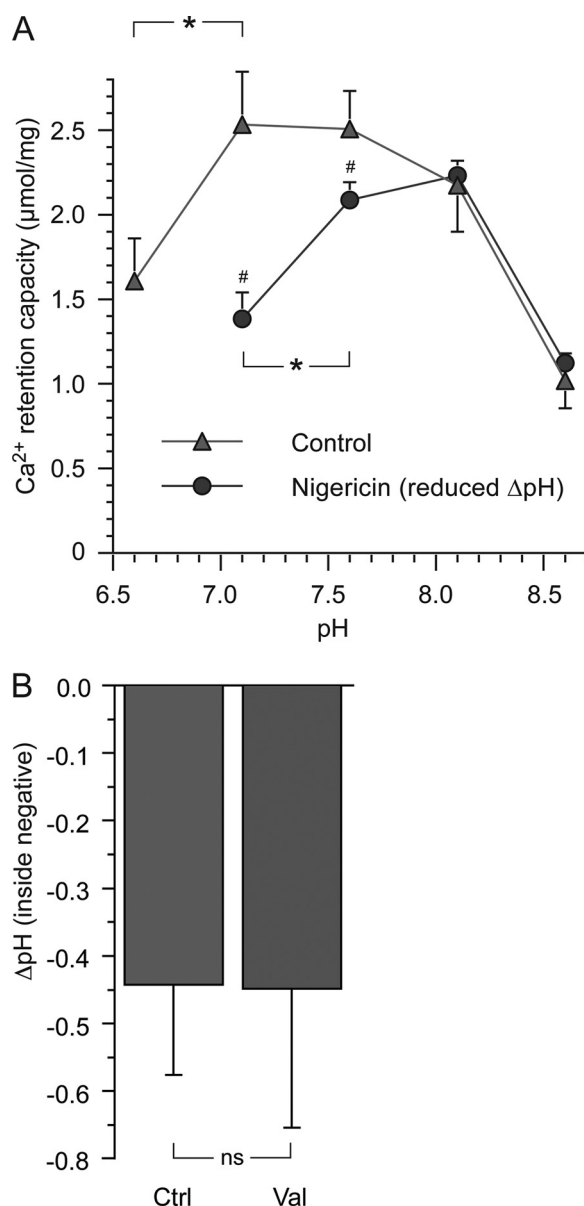 A
*
Ca²⁺ retention capacity (µmol/mg)
2.5
2.0
1.5
1.0
0.5
0
#
#
*
Control
Nigericin (reduced ΔpH)
6.5 7.0 7.5 8.0 8.5
pH
B
ΔpH (inside negative)
0.0
-0.1
-0.2
-0.3
-0.4
-0.5
-0.6
-0.7
-0.8
ns
Ctrl Val